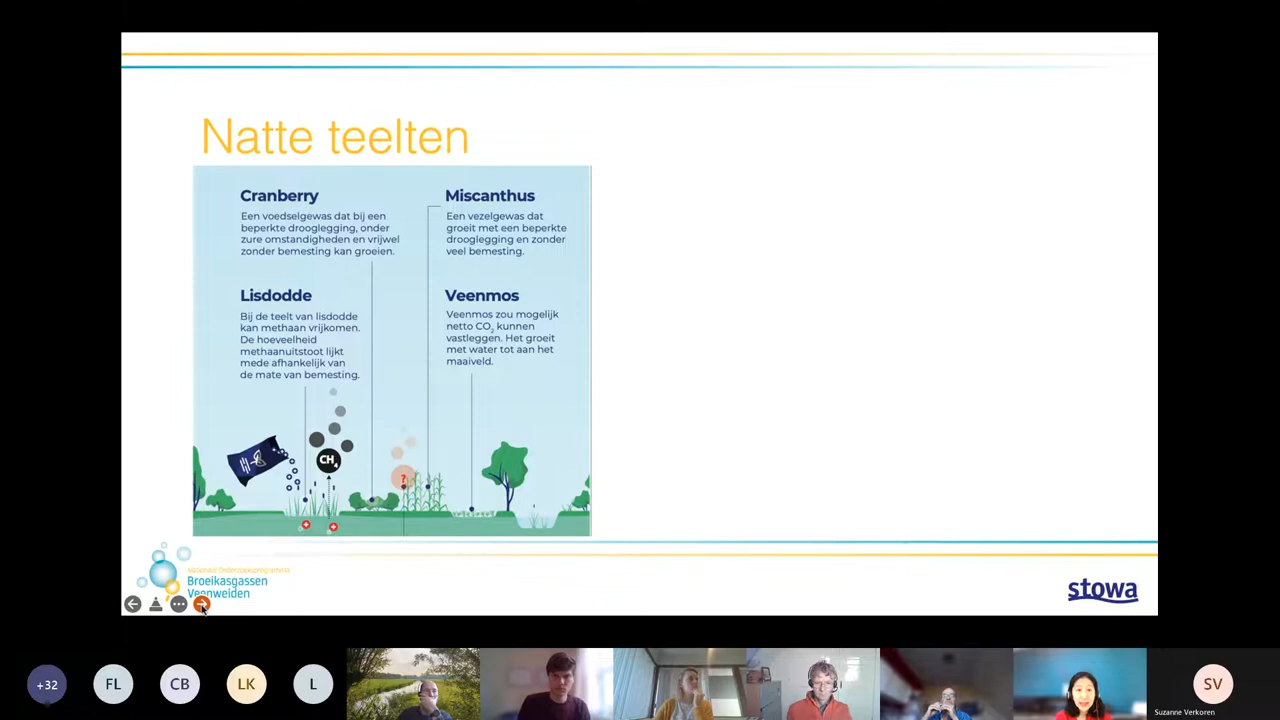 Natte teelten
Cranberry
Een voedselgewas dat bij een
beperkte drooglegging, onder
zure omstandigheden en vrijwel
zonder bemesting kan groeien.
Miscanthus
Een vezelgewas dat
groeit met een beperkte
drooglegging en zonder
veel bemesting.
Lisdodde
Bij de teelt van lisdodde
kan methaan vrijkomen.
De hoeveelheid
methaanuitstoot lijkt
mede afhankelijk van
de mate van bemesting.
Veenmos
Veenmos zou mogelijk
netto CO₂ kunnen
vastleggen. Het groeit
met water tot aan het
maaiveld.
CH₄
?
Nationaal Onderzoeksprogramma
Broeikasgassen
Veenweiden
stowa
+32
FL
CB
LK
L
SV
Suzanne Verkoren